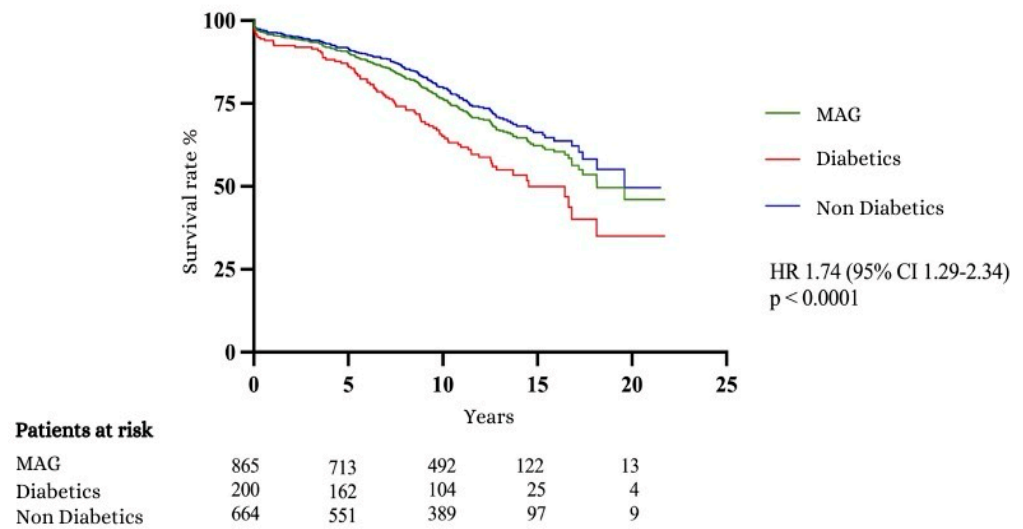 100
75
50
25
0
Survival rate %
0 5 10 15 20 25
Years
MAG
Diabetics
Non Diabetics
HR 1.74 (95% CI 1.29-2.34)
p < 0.0001
Patients at risk
MAG 865 713 492 122 13
Diabetics 200 162 104 25 4
Non Diabetics 664 551 389 97 9